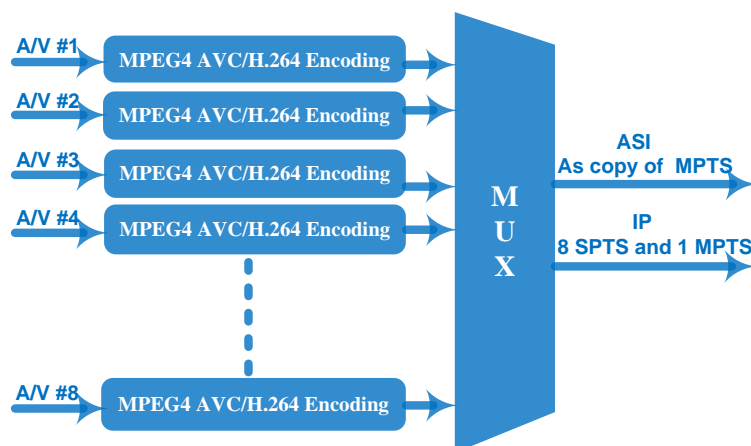 A/V #1
MPEG4 AVC/H.264 Encoding
A/V #2
MPEG4 AVC/H.264 Encoding
A/V #3
MPEG4 AVC/H.264 Encoding
A/V #4
MPEG4 AVC/H.264 Encoding
A/V #8
MPEG4 AVC/H.264 Encoding
M
U
X
ASI
As copy of MPTS
IP
8 SPTS and 1 MPTS